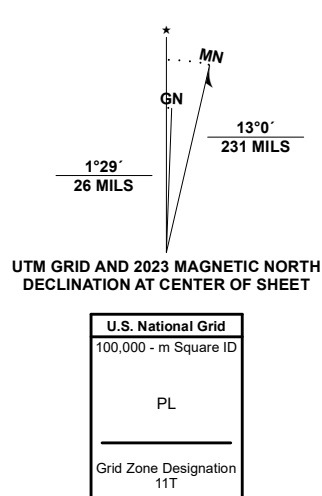 ★
MN
GN
13°0´
231 MILS
1°29´
26 MILS
UTM GRID AND 2023 MAGNETIC NORTH
DECLINATION AT CENTER OF SHEET
U.S. National Grid
100,000 - m Square ID
PL
Grid Zone Designation
11T